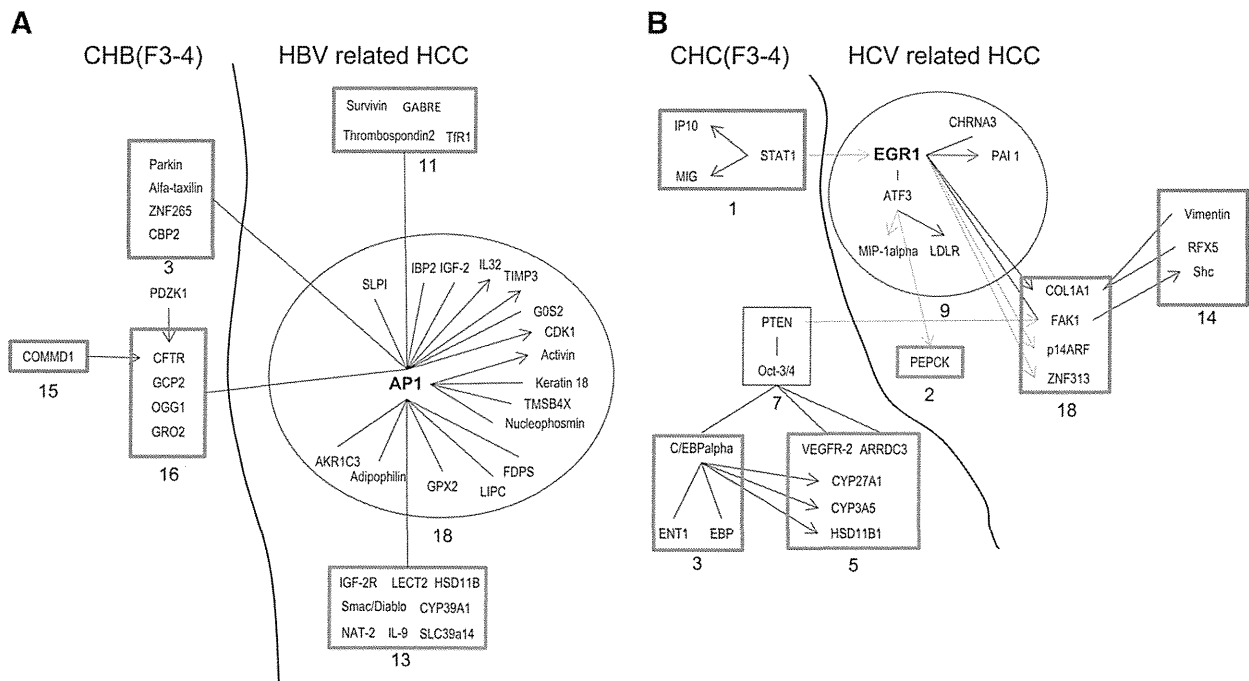 A
CHB(F3-4)
HBV related HCC
Survivin GABRE
Thrombospondin2 TfR1
11
Parkin
Alfa-taxilin
ZNF265
CBP2
3
PDZK1
COMMD1
15
CFTR
GCP2
OGG1
GRO2
16
SLPI
IBP2
IGF-2
IL32
TIMP3
G0S2
CDK1
Activin
AP1
Keratin 18
TMSB4X
Nucleophosmin
AKR1C3
Adipophilin
GPX2
LIPC
FDPS
18
IGF-2R LECT2 HSD11B
Smac/Diablo CYP39A1
NAT-2 IL-9 SLC39a14
13
B
CHC(F3-4)
HCV related HCC
IP10
STAT1
MIG
1
CHRNA3
EGR1
PAI 1
ATF3
MIP-1alpha
LDLR
9
Vimentin
RFX5
Shc
14
COL1A1
FAK1
p14ARF
ZNF313
18
PTEN
Oct-3/4
7
PEPCK
2
C/EBPalpha
ENT1 EBP
3
VEGFR-2 ARRDC3
CYP27A1
CYP3A5
HSD11B1
5